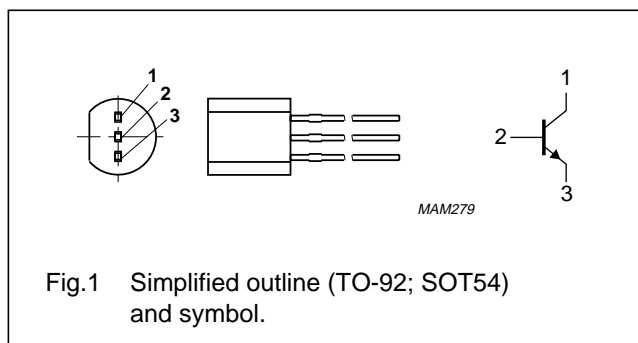 1
2
3
1
2
3
MAM279
Fig.1 Simplified outline (TO-92; SOT54)
and symbol.